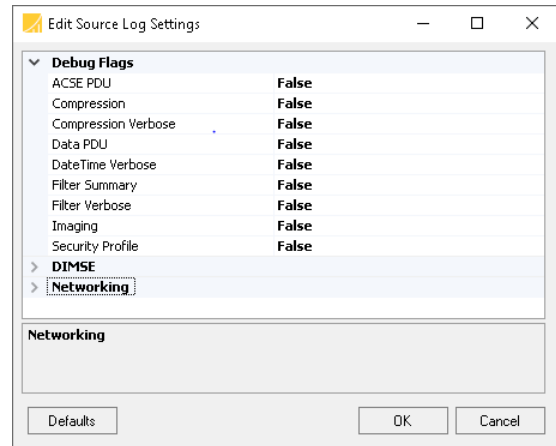 Edit Source Log Settings
Debug Flags
ACSE PDU False
Compression False
Compression Verbose False
Data PDU False
DateTime Verbose False
Filter Summary False
Filter Verbose False
Imaging False
Security Profile False
DIMSE
Networking
Networking
Defaults OK Cancel